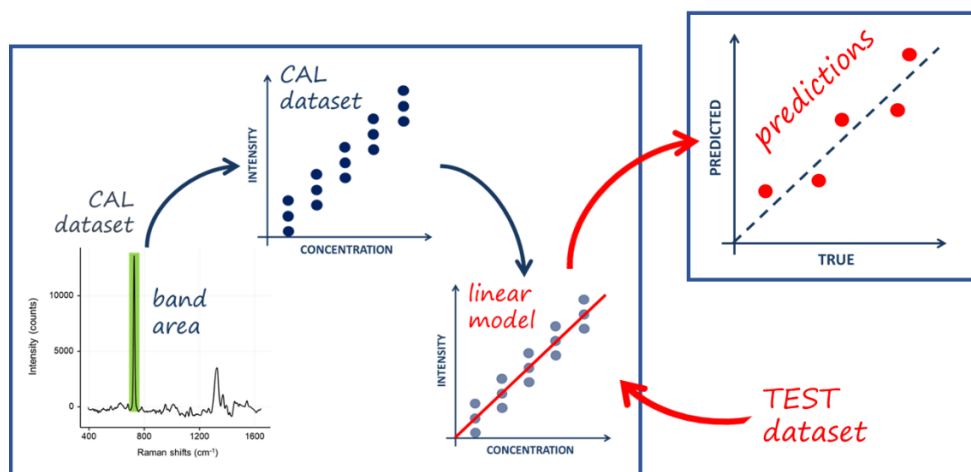 CAL
dataset
10000
5000
0
Intensity (counts)
400
800
1200
1600
Raman shifts (cm⁻¹)
band
area
CAL
dataset
INTENSITY
CONCENTRATION
linear
model
INTENSITY
CONCENTRATION
TEST
dataset
predictions
PREDICTED
TRUE